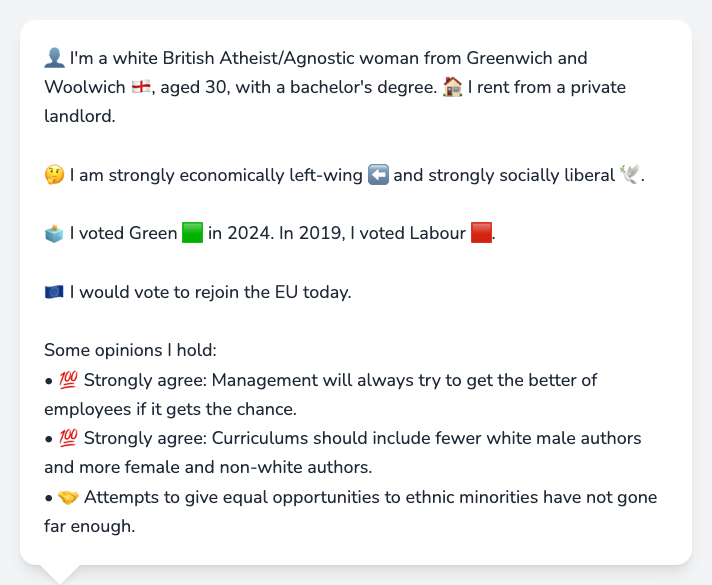 👤 I'm a white British Atheist/Agnostic woman from Greenwich and
Woolwich 🏴󠁧󠁢󠁥󠁮󠁧󠁿, aged 30, with a bachelor's degree. 🏠 I rent from a private
landlord.
🤔 I am strongly economically left-wing ⬅️ and strongly socially liberal 🕊️.
🗳️ I voted Green 🟩 in 2024. In 2019, I voted Labour 🟥.
🇪🇺 I would vote to rejoin the EU today.
Some opinions I hold:
• 💯 Strongly agree: Management will always try to get the better of
employees if it gets the chance.
• 💯 Strongly agree: Curriculums should include fewer white male authors
and more female and non-white authors.
• 🤝 Attempts to give equal opportunities to ethnic minorities have not gone
far enough.